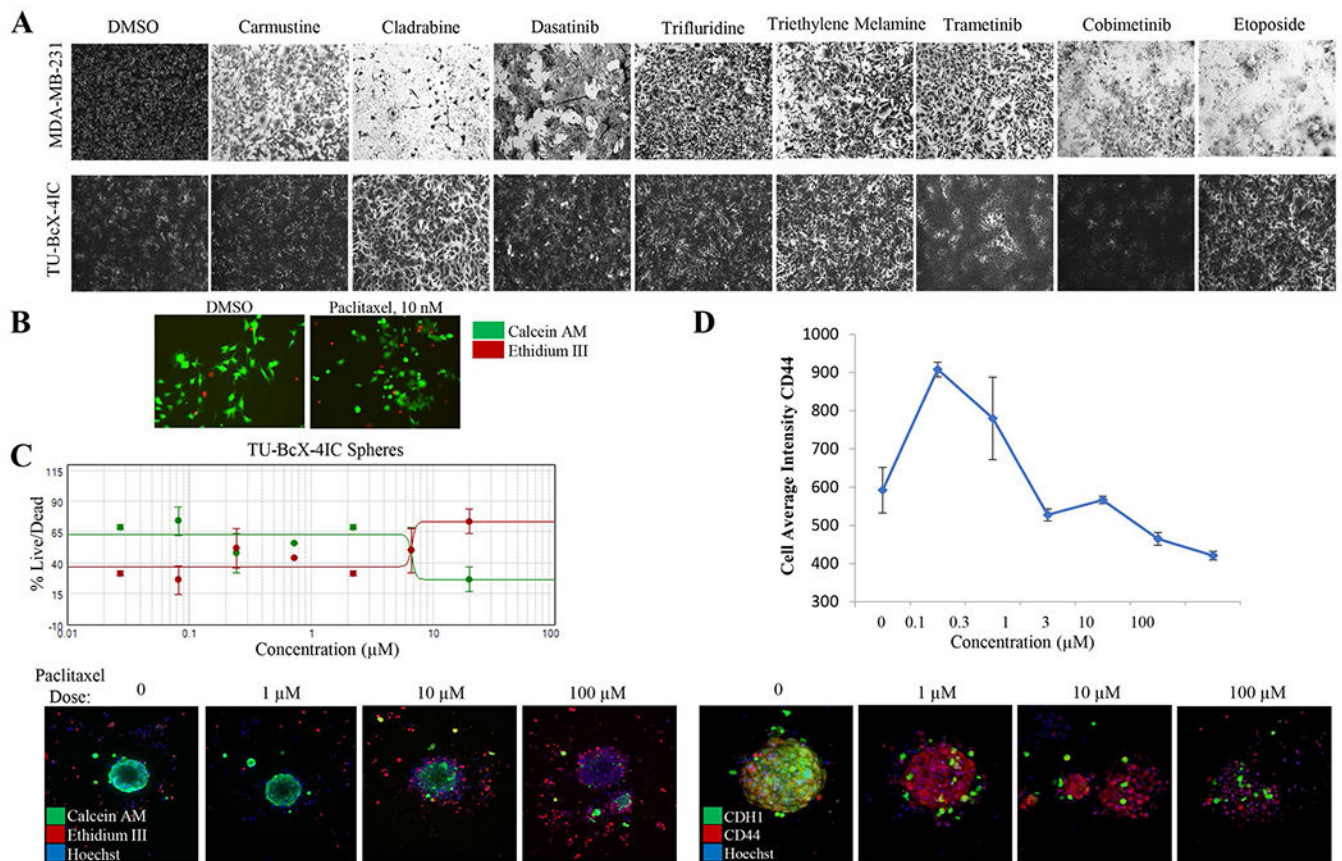 A
DMSO Carmustine Cladrabine Dasatinib Trifluridine Triethylene Melamine Trametinib Cobimetinib Etoposide
MDA-MB-231
TU-BcX-4IC
B
DMSO Paclitaxel, 10 nM
Calcein AM
Ethidium III
C
TU-BcX-4IC Spheres
% Live/Dead
115
90
65
40
15
-10
0.01 0.1 1 10 100
Concentration (µM)
D
Cell Average Intensity CD44
1000
900
800
700
600
500
400
300
0 0.1 0.3 1 3 10 100
Concentration (µM)
Paclitaxel
Dose: 0 1 µM 10 µM 100 µM
Calcein AM
Ethidium III
Hoechst
0 1 µM 10 µM 100 µM
CDH1
CD44
Hoechst